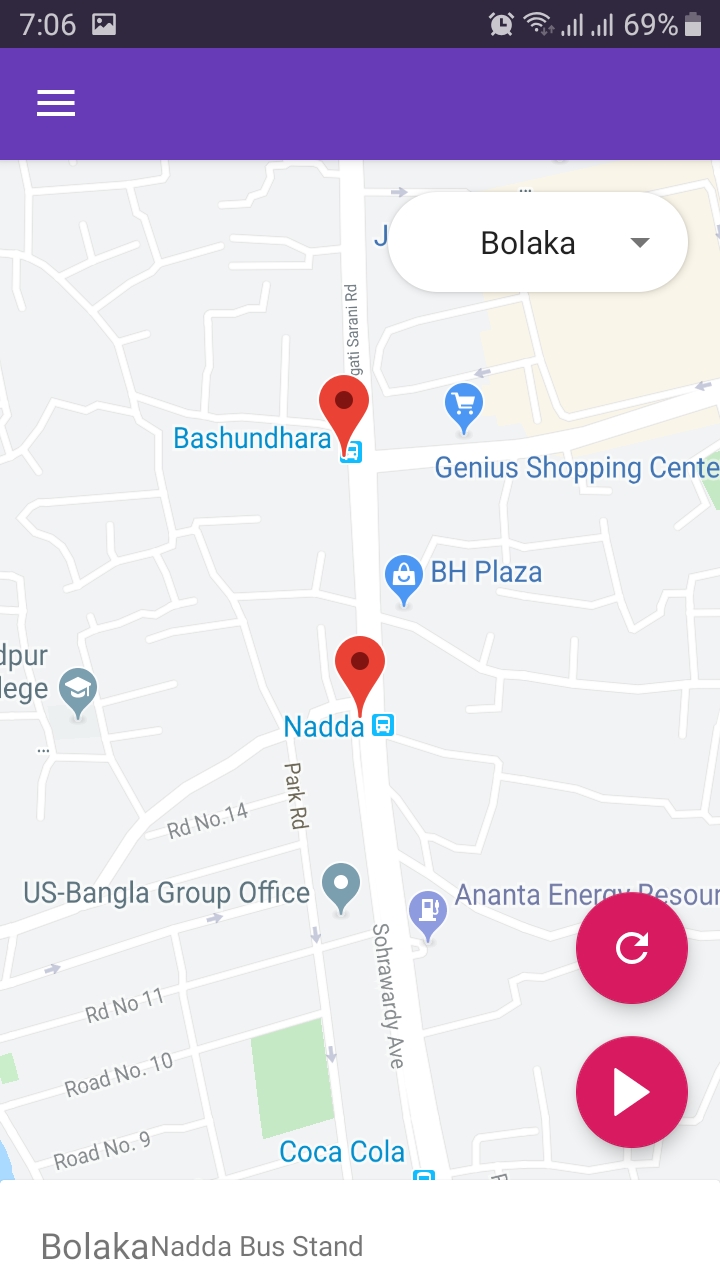 7:06
69%
J
Bolaka
gati Sarani Rd
Bashundhara
Genius Shopping Cente
BH Plaza
dpur
lege
Nadda
Park Rd
Rd No.14
US-Bangla Group Office
Ananta Energy Resour
Sohrawardy Ave
Rd No 11
Road No. 10
Road No. 9
Coca Cola
Bolaka Nadda Bus Stand